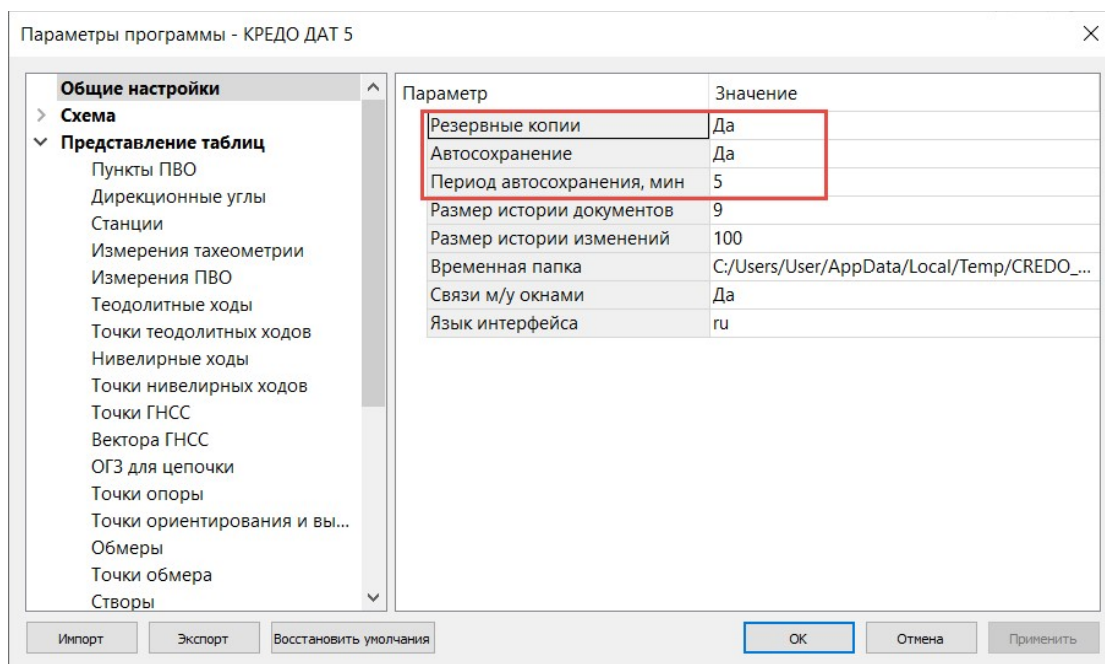 Параметры программы - КРЕДО ДАТ 5
Общие настройки
Схема
Представление таблиц
Пункты ПВО
Дирекционные углы
Станции
Измерения тахеометрии
Измерения ПВО
Теодолитные ходы
Точки теодолитных ходов
Нивелирные ходы
Точки нивелирных ходов
Точки ГНСС
Вектора ГНСС
ОГЗ для цепочки
Точки опоры
Точки ориентирования и вы...
Обмеры
Точки обмера
Створы
Параметр Значение
Резервные копии Да
Автосохранение Да
Период автосохранения, мин 5
Размер истории документов 9
Размер истории изменений 100
Временная папка C:/Users/User/AppData/Local/Temp/CREDO_...
Связи м/у окнами Да
Язык интерфейса ru
Импорт Экспорт Восстановить умолчания ОК Отмена Применить